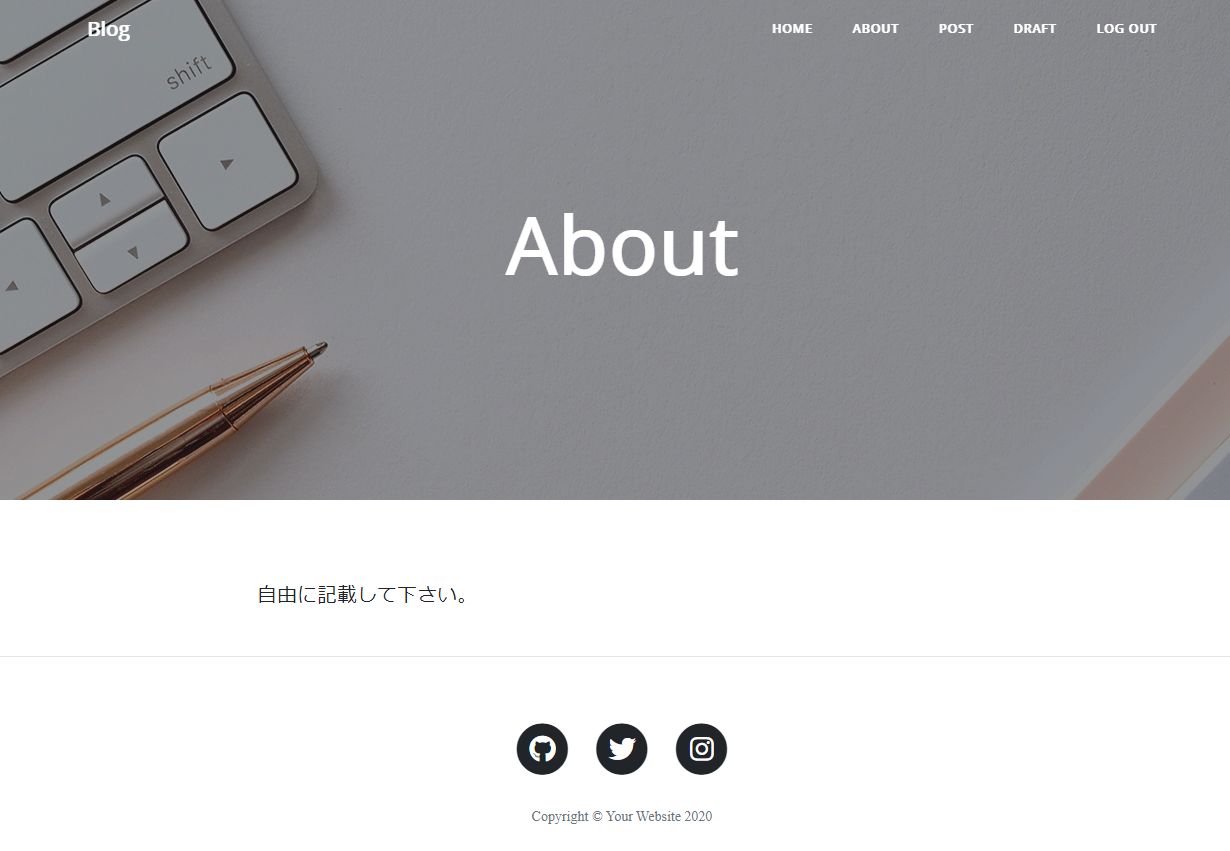 Blog
HOME ABOUT POST DRAFT LOG OUT
shift
About
自由に記載して下さい。
Copyright © Your Website 2020